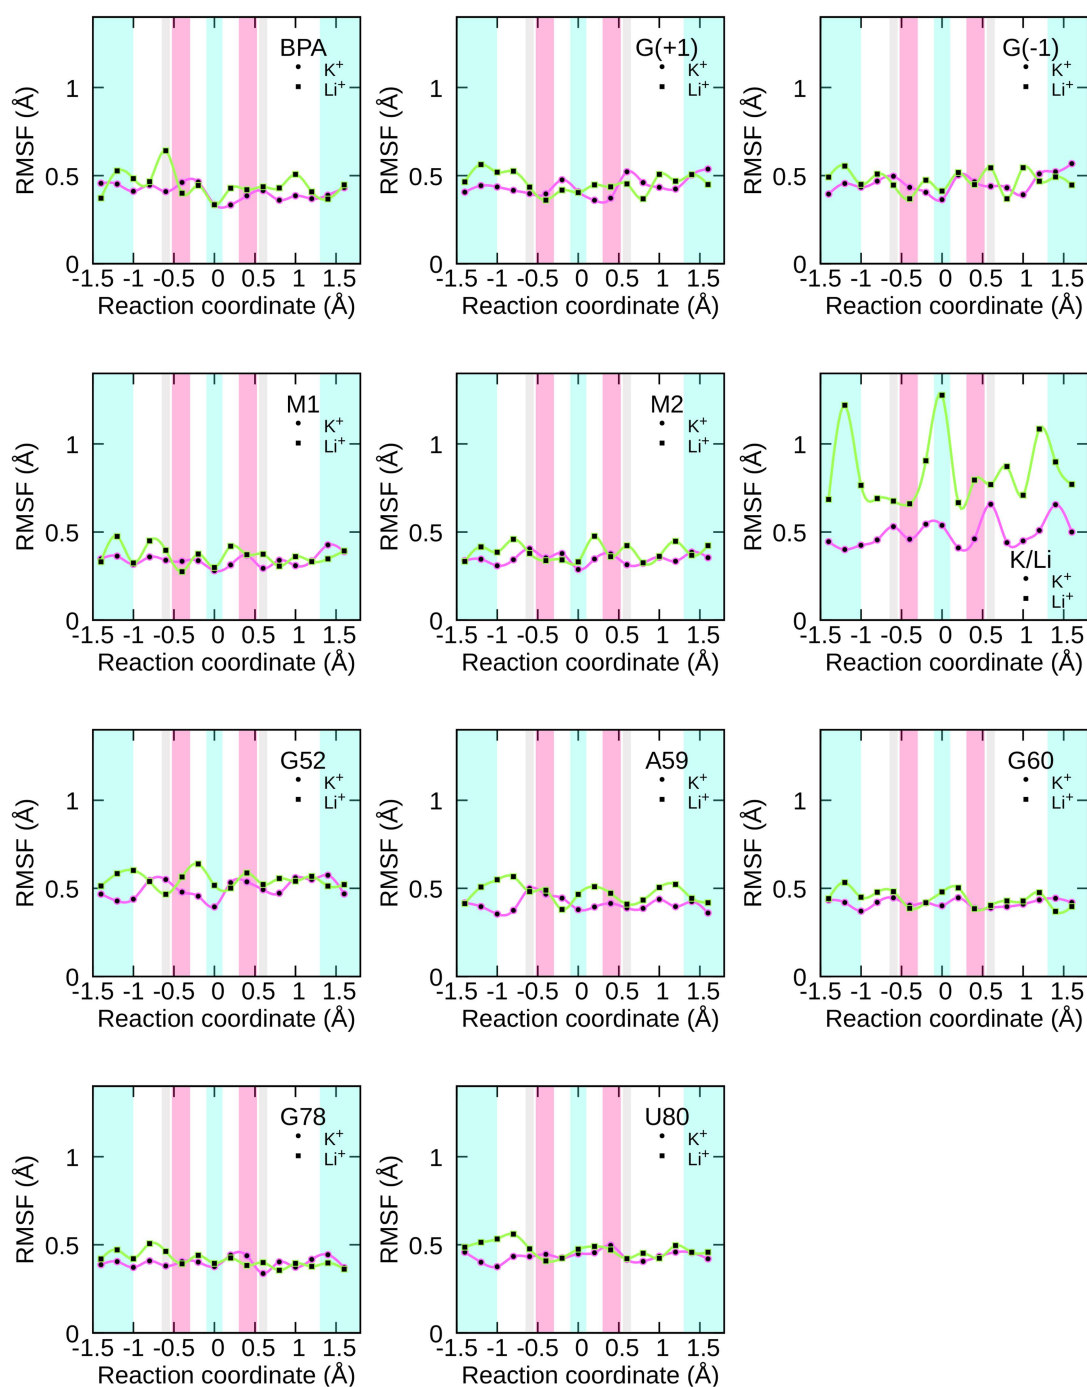 BPA
K+
Li+
RMSF (Å)
1
0.5
0
-1.5 -1 -0.5 0 0.5 1 1.5
Reaction coordinate (Å)
G(+1)
K+
Li+
RMSF (Å)
1
0.5
0
-1.5 -1 -0.5 0 0.5 1 1.5
Reaction coordinate (Å)
G(-1)
K+
Li+
RMSF (Å)
1
0.5
0
-1.5 -1 -0.5 0 0.5 1 1.5
Reaction coordinate (Å)
M1
K+
Li+
RMSF (Å)
1
0.5
0
-1.5 -1 -0.5 0 0.5 1 1.5
Reaction coordinate (Å)
M2
K+
Li+
RMSF (Å)
1
0.5
0
-1.5 -1 -0.5 0 0.5 1 1.5
Reaction coordinate (Å)
RMSF (Å)
1
0.5
0
K/Li
K+
Li+
-1.5 -1 -0.5 0 0.5 1 1.5
Reaction coordinate (Å)
G52
K+
Li+
RMSF (Å)
1
0.5
0
-1.5 -1 -0.5 0 0.5 1 1.5
Reaction coordinate (Å)
A59
K+
Li+
RMSF (Å)
1
0.5
0
-1.5 -1 -0.5 0 0.5 1 1.5
Reaction coordinate (Å)
G60
K+
Li+
RMSF (Å)
1
0.5
0
-1.5 -1 -0.5 0 0.5 1 1.5
Reaction coordinate (Å)
G78
K+
Li+
RMSF (Å)
1
0.5
0
-1.5 -1 -0.5 0 0.5 1 1.5
Reaction coordinate (Å)
U80
K+
Li+
RMSF (Å)
1
0.5
0
-1.5 -1 -0.5 0 0.5 1 1.5
Reaction coordinate (Å)